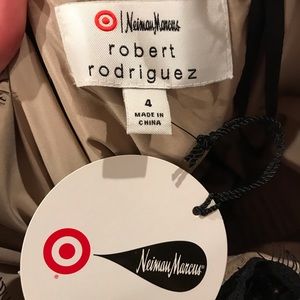 | Neiman Marcus
robert
rodriguez
4
MADE IN
CHINA
Neiman Marcus